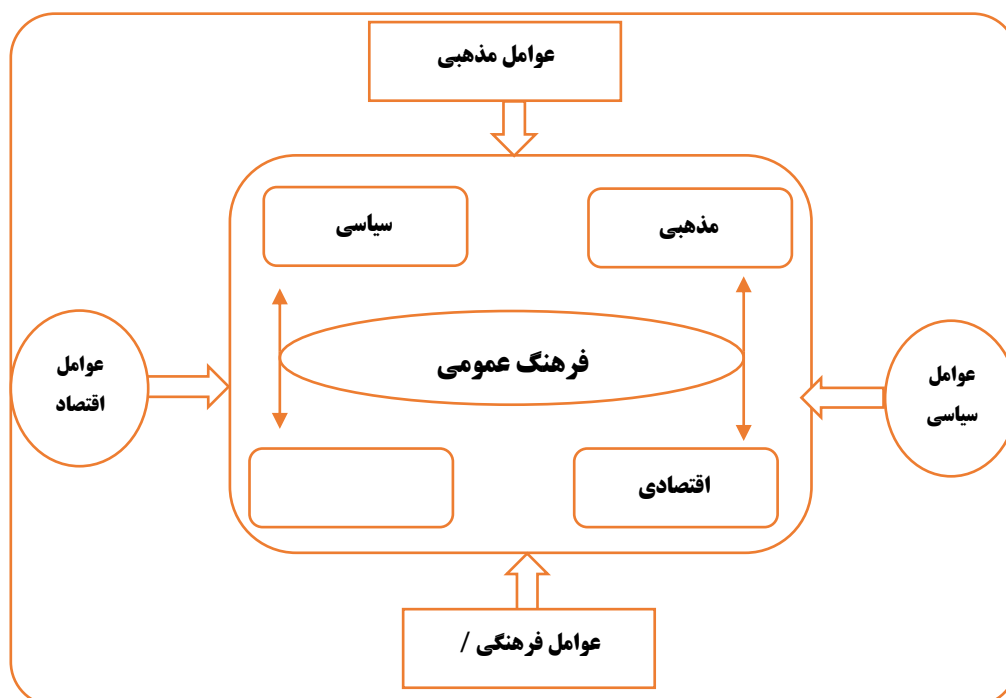 عوامل مذهبی
مذهبی
سیاسی
فرهنگ عمومی
عوامل
سیاسی
عوامل
اقتصاد
اقتصادی
عوامل فرهنگی /